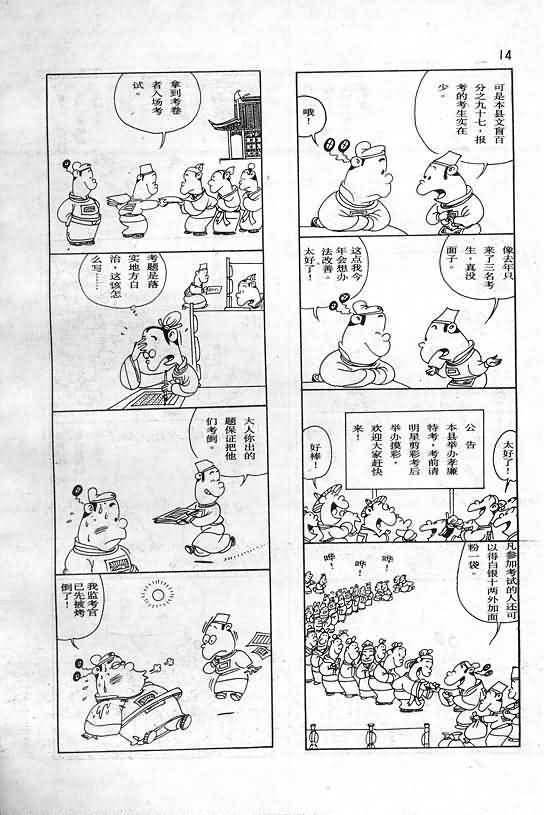 14
可是本县文盲百
分之九十七，报
考的考生实在
少。
哦！
像去年只
来了三名考
生，真没
面子。
这点我今
年会想办
法改善。
太好了！
公告
本县举办孝廉
特考，考前请
明星剪彩考后
举办摸彩，
欢迎大家赶快
来！
太好了！
好棒！
凡参加考试的人还可
以得白银十两外加面
粉一袋。
哗！
哗！
哗！
拿到考卷
者入场考
试。
考题是落
实地方自
治，这该怎
么写……
大人你出的
题保证把他
们考倒。
我监考官
已先被烤
倒了！